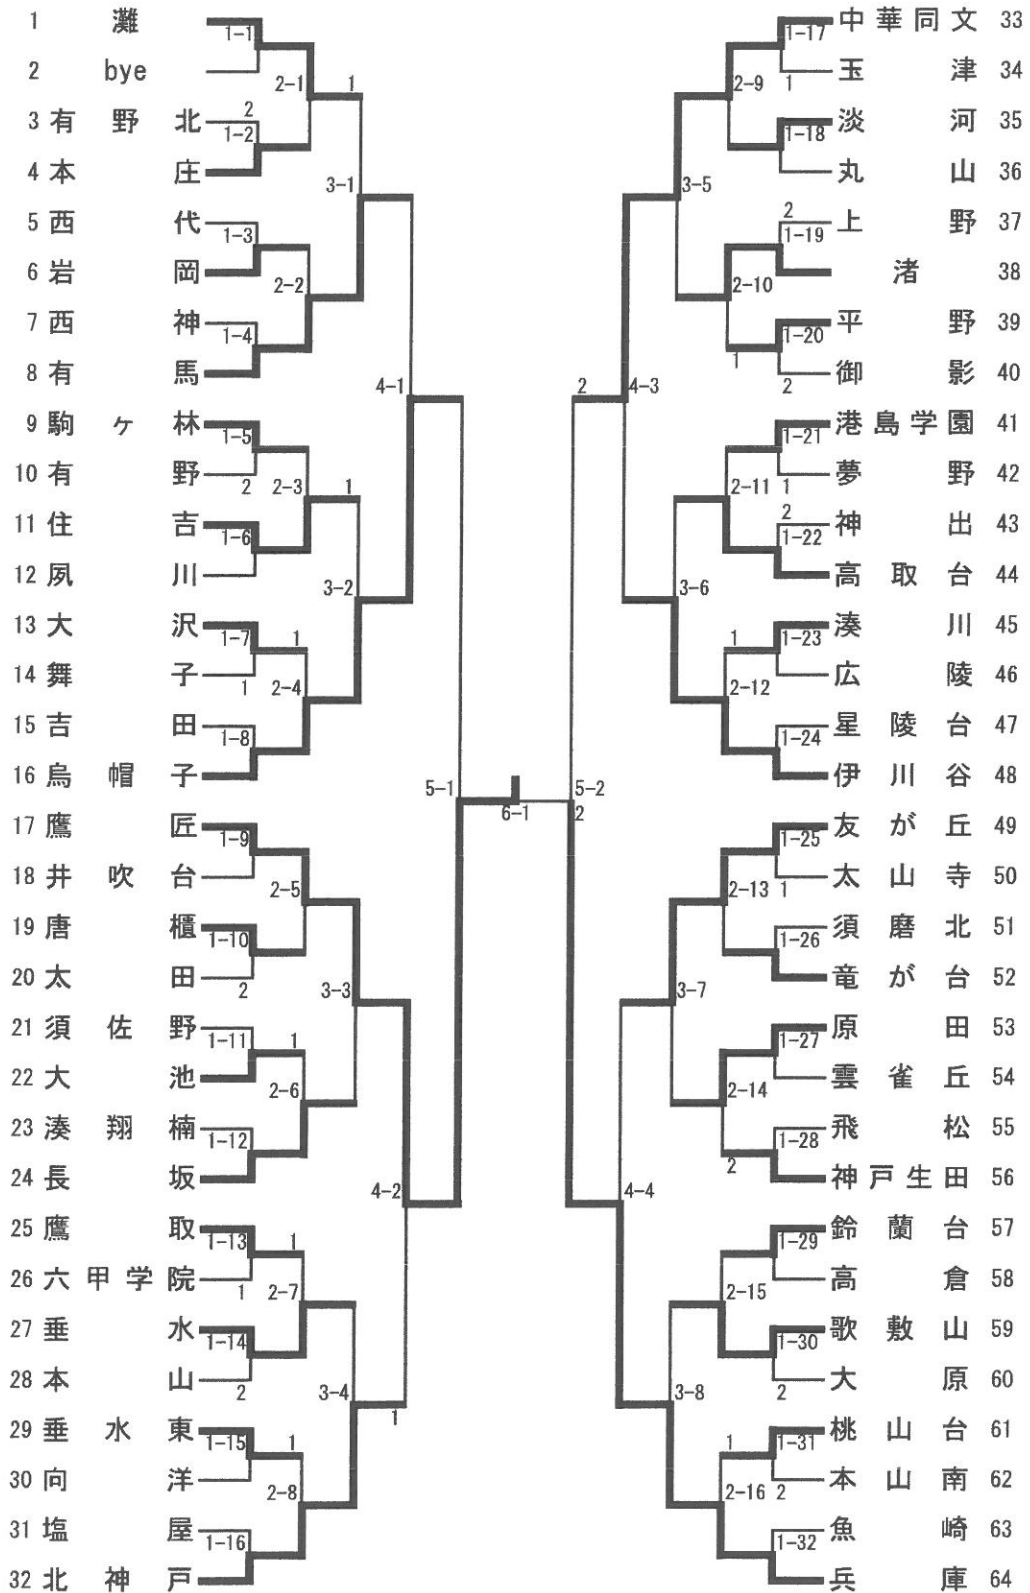 1 灘
1-1
2 bye
2-1
1
3 有野北
2
1-2
4 本庄
3-1
5 西代
1-3
6 岩岡
2-2
7 西神
1-4
8 有馬
4-1
9 駒ヶ林
1-5
10 有野
2
2-3
1
11 住吉
1-6
12 夙川
3-2
13 大沢
1-7
1
14 舞子
1
2-4
15 吉田
1-8
16 烏帽子
5-1
6-1
17 鷹匠
1-9
18 井吹台
2-5
19 唐櫃
1-10
20 太田
2
3-3
21 須佐野
1-11
1
22 大池
2-6
23 湊翔楠
1-12
24 長坂
4-2
25 鷹取
1-13
1
26 六甲学院
1
2-7
27 垂水
1-14
28 本山
2
3-4
1
29 垂水東
1-15
1
30 向洋
2-8
31 塩屋
1-16
32 北神戸
中華同文 33
1-17
玉津 34
2-9
1
淡河 35
1-18
丸山 36
3-5
上野 37
2
1-19
渚 38
2-10
平野 39
1-20
御影 40
1
2
2
4-3
港島学園 41
1-21
夢野 42
2-11
1
神出 43
2
1-22
高取台 44
3-6
湊川 45
1
1-23
広陵 46
2-12
星陵台 47
1-24
伊川谷 48
5-2
2
友が丘 49
1-25
太山寺 50
2-13
1
須磨北 51
1-26
竜が台 52
3-7
原田 53
1-27
雲雀丘 54
2-14
飛松 55
1-28
2
神戸生田 56
4-4
鈴蘭台 57
1-29
高倉 58
2-15
歌敷山 59
1-30
大原 60
2
3-8
桃山台 61
1
1-31
本山南 62
2-16
2
魚崎 63
1-32
兵庫 64